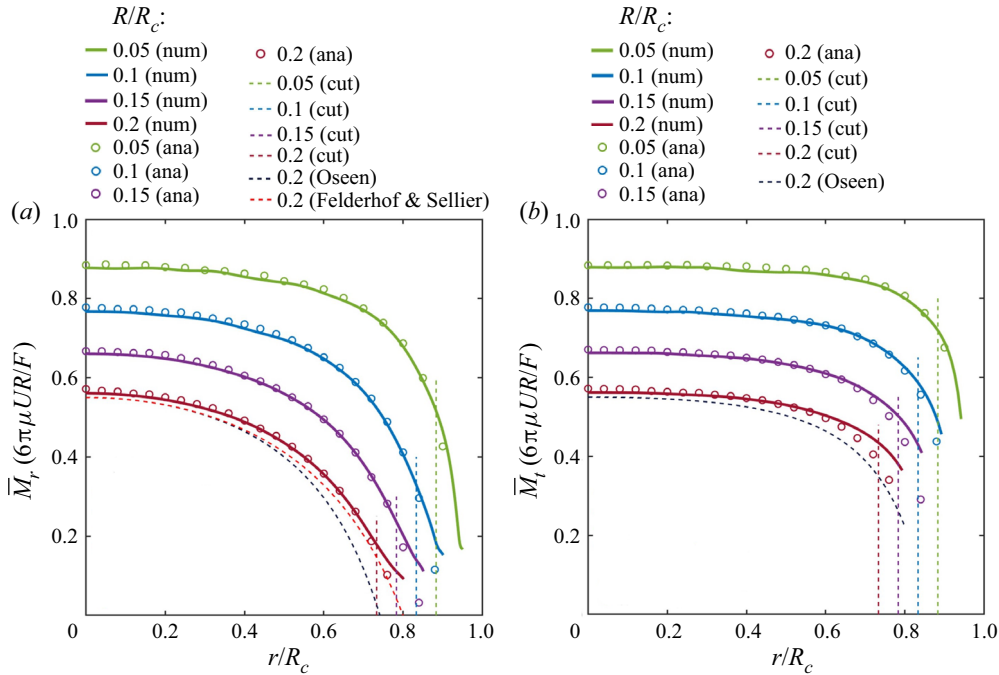 R/R_c:
0.05 (num)
0.1 (num)
0.15 (num)
0.2 (num)
0.05 (ana)
0.1 (ana)
0.15 (ana)
0.2 (ana)
0.05 (cut)
0.1 (cut)
0.15 (cut)
0.2 (cut)
0.2 (Oseen)
0.2 (Felderhof & Sellier)
(a)
1.0
0.8
0.6
0.4
0.2
M̅_r (6πμUR/F)
0 0.2 0.4 0.6 0.8 1.0
r/R_c
R/R_c:
0.05 (num)
0.1 (num)
0.15 (num)
0.2 (num)
0.05 (ana)
0.1 (ana)
0.15 (ana)
0.2 (ana)
0.05 (cut)
0.1 (cut)
0.15 (cut)
0.2 (cut)
0.2 (Oseen)
(b)
1.0
0.8
0.6
0.4
0.2
M̅_t (6πμUR/F)
0 0.2 0.4 0.6 0.8 1.0
r/R_c